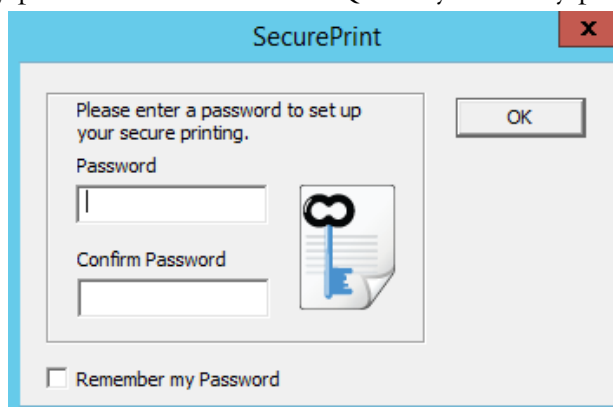 SecurePrint
x
Please enter a password to set up
your secure printing.
OK
Password
Confirm Password
Remember my Password